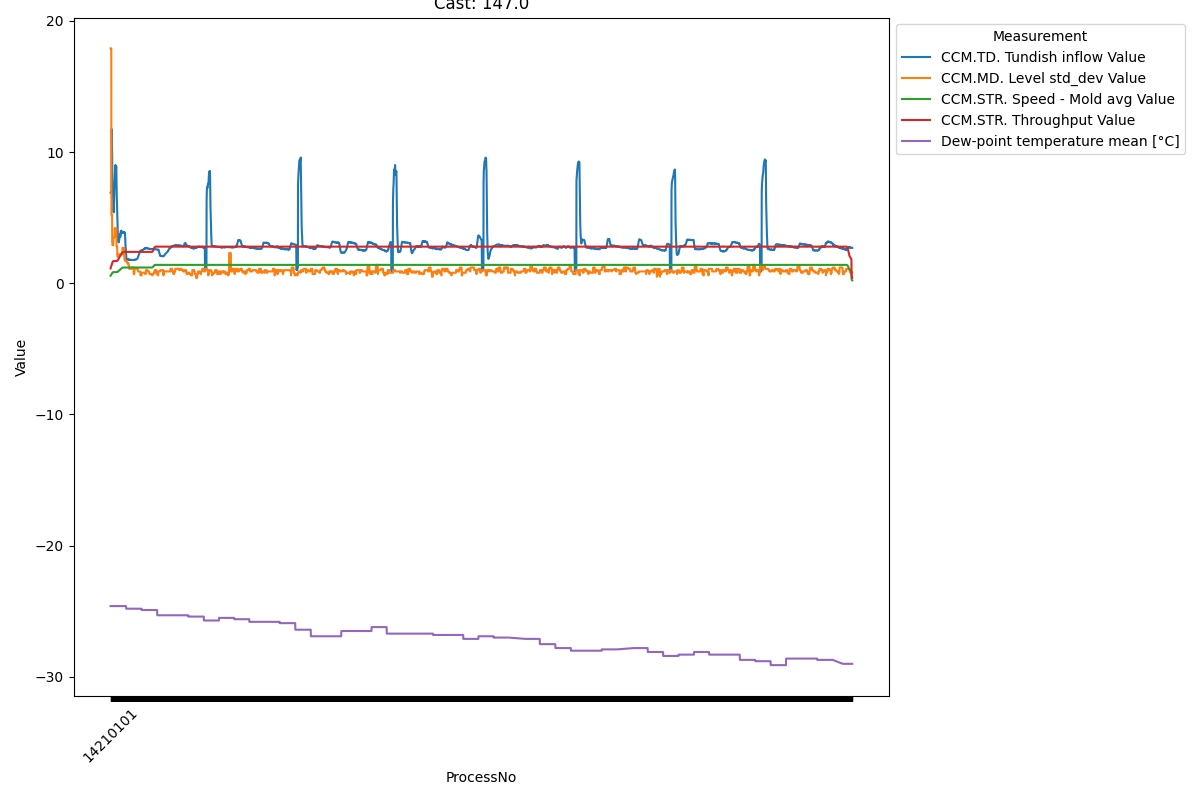 Cast: 147.0
Measurement
CCM.TD. Tundish inflow Value
CCM.MD. Level std_dev Value
CCM.STR. Speed - Mold avg Value
CCM.STR. Throughput Value
Dew-point temperature mean [°C]
Value
20
10
0
−10
−20
−30
14210101
ProcessNo